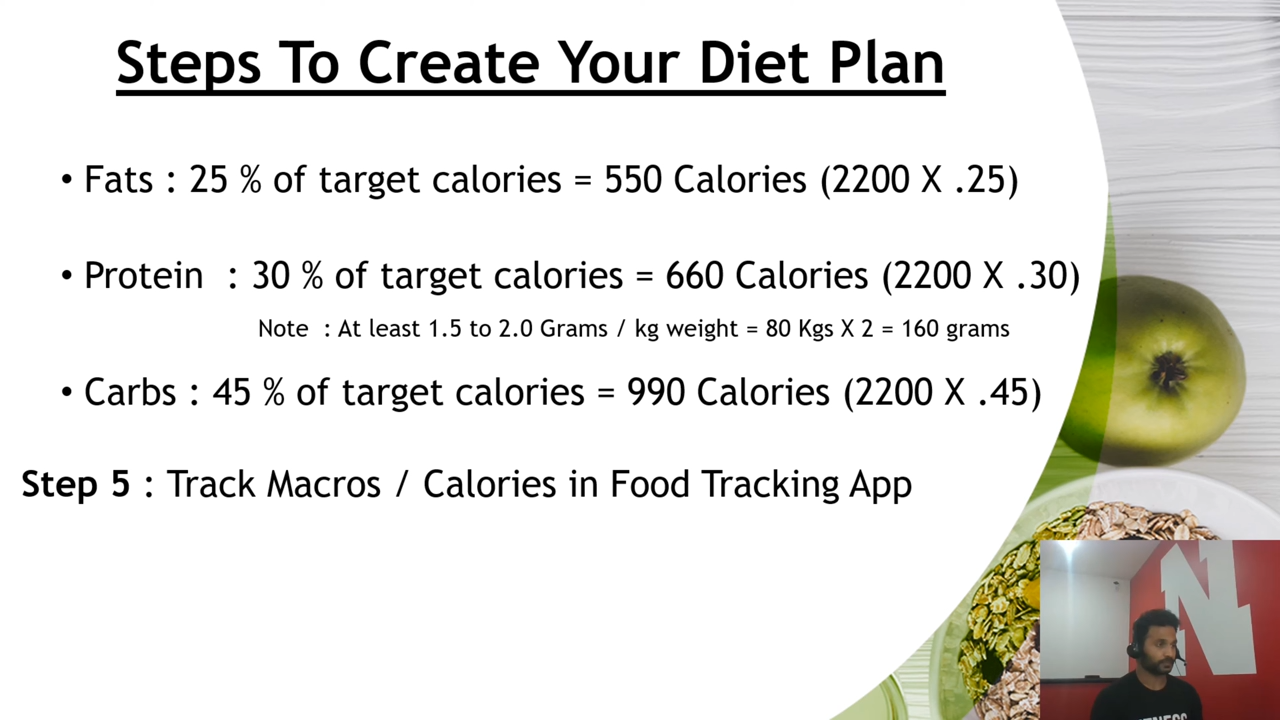 Steps To Create Your Diet Plan
• Fats : 25 % of target calories = 550 Calories (2200 X .25)
• Protein : 30 % of target calories = 660 Calories (2200 X .30)
Note : At least 1.5 to 2.0 Grams / kg weight = 80 Kgs X 2 = 160 grams
• Carbs : 45 % of target calories = 990 Calories (2200 X .45)
Step 5 : Track Macros / Calories in Food Tracking App
N